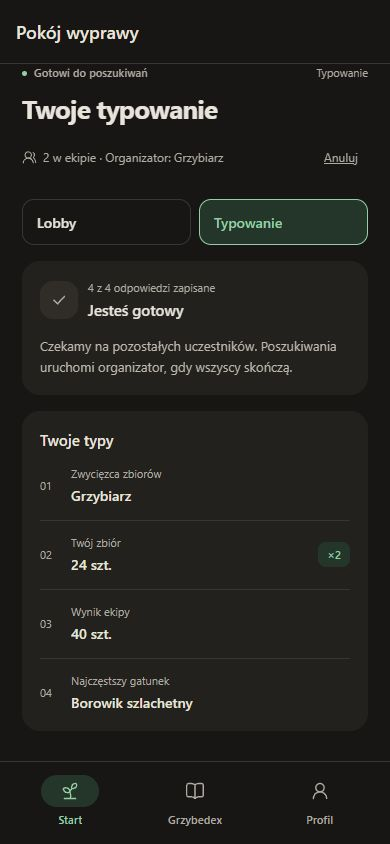 Pokój wyprawy
Gotowi do poszukiwań
Typowanie
Twoje typowanie
2 w ekipie · Organizator: Grzybiarz
Anuluj
Lobby
Typowanie
4 z 4 odpowiedzi zapisane
Jesteś gotowy
Czekamy na pozostałych uczestników. Poszukiwania
uruchomi organizator, gdy wszyscy skończą.
Twoje typy
01
Zwycięzca zbiorów
Grzybiarz
02
Twój zbiór
24 szt.
×2
03
Wynik ekipy
40 szt.
04
Najczęstszy gatunek
Borowik szlachetny
Start
Grzybedex
Profil